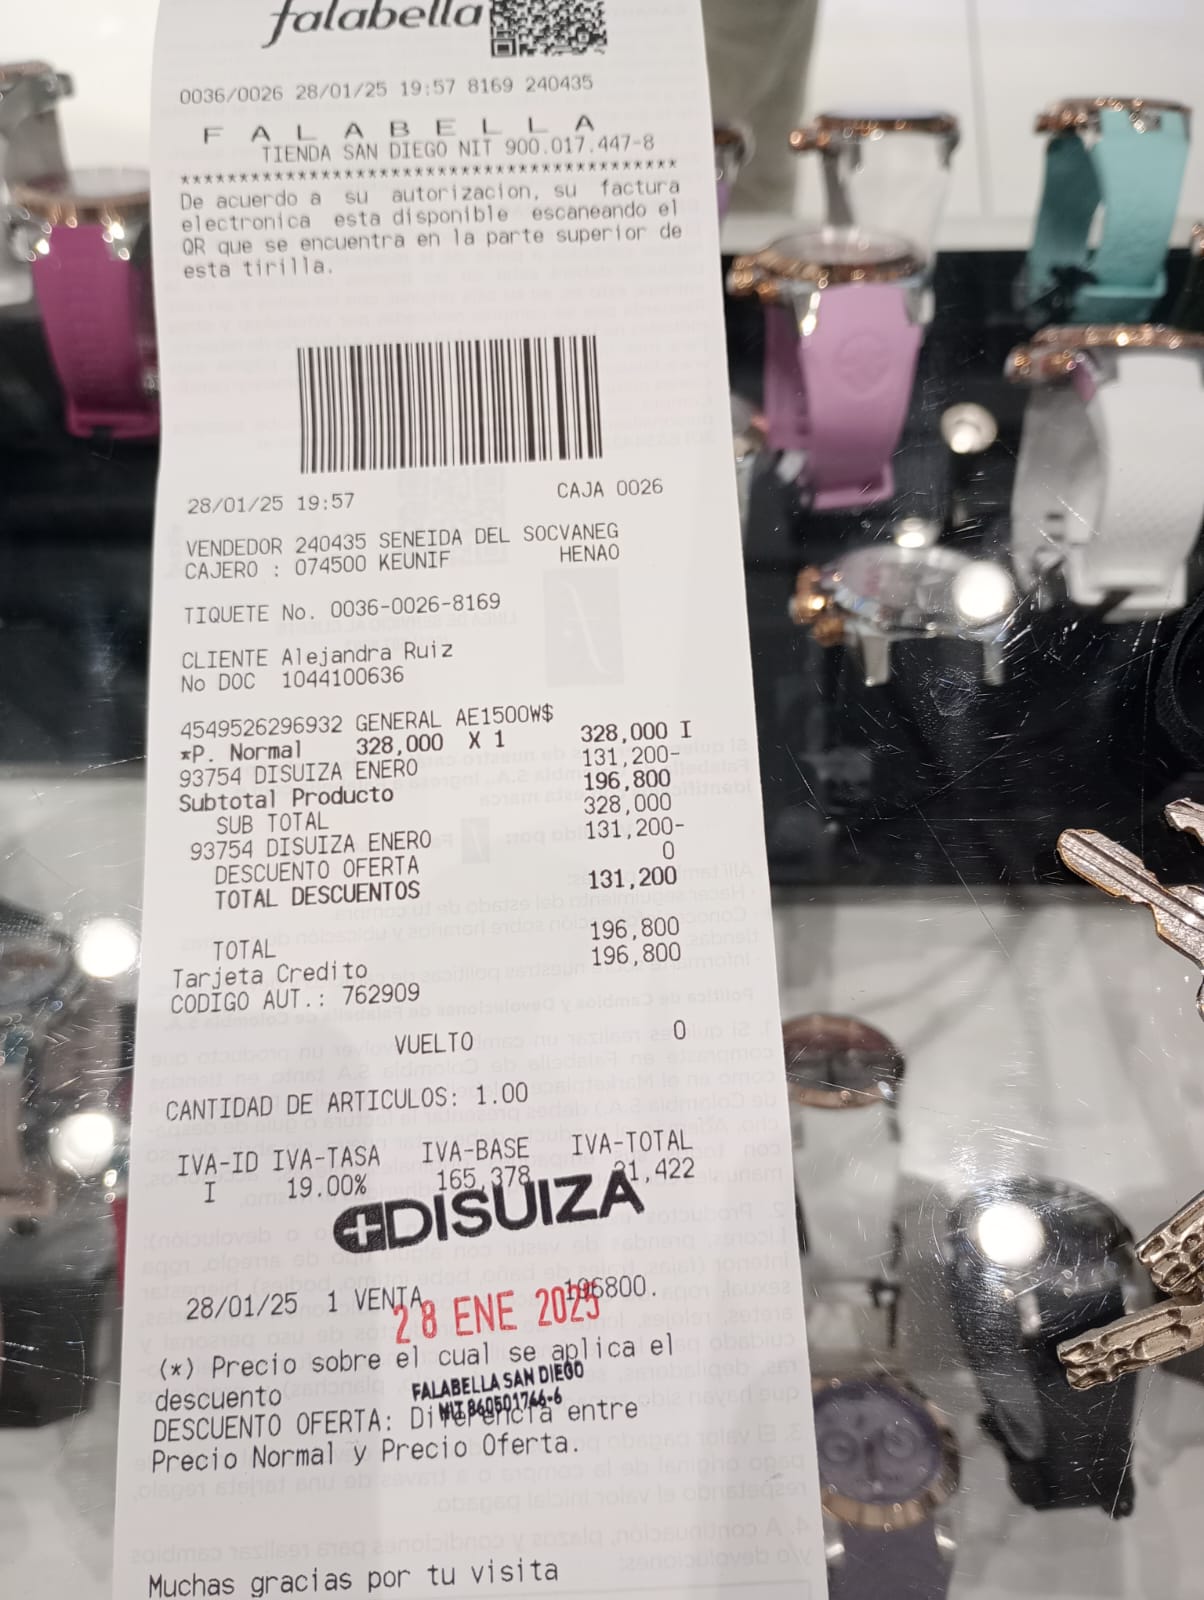 falabella
0036/0026 28/01/25 19:57 8169 240435
F A L A B E L L A
TIENDA SAN DIEGO NIT 900.017.447-8
******************************************
De acuerdo a su autorizacion, su factura
electronica esta disponible escaneando el
QR que se encuentra en la parte superior de
esta tirilla.
28/01/25 19:57 CAJA 0026
VENDEDOR 240435 SENEIDA DEL SOCVANEG
CAJERO : 074500 KEUNIF HENAO
TIQUETE No. 0036-0026-8169
CLIENTE Alejandra Ruiz
No DOC 1044100636
4549526296932 GENERAL AE1500W$
*P. Normal 328,000 X 1 328,000 I
93754 DISUIZA ENERO 131,200-
Subtotal Producto 196,800
SUB TOTAL 328,000
93754 DISUIZA ENERO 131,200-
DESCUENTO OFERTA 0
TOTAL DESCUENTOS 131,200
TOTAL 196,800
Tarjeta Credito 196,800
CODIGO AUT.: 762909
VUELTO 0
CANTIDAD DE ARTICULOS: 1.00
IVA-ID IVA-TASA IVA-BASE IVA-TOTAL
I 19.00% 165,378 31,422
DISUIZA
28/01/25 1 VENTA 196800.
28 ENE 2025
(*) Precio sobre el cual se aplica el
descuento
FALABELLA SAN DIEGO
NIT 860501766-6
DESCUENTO OFERTA: Diferencia entre
Precio Normal y Precio Oferta.
Muchas gracias por tu visita